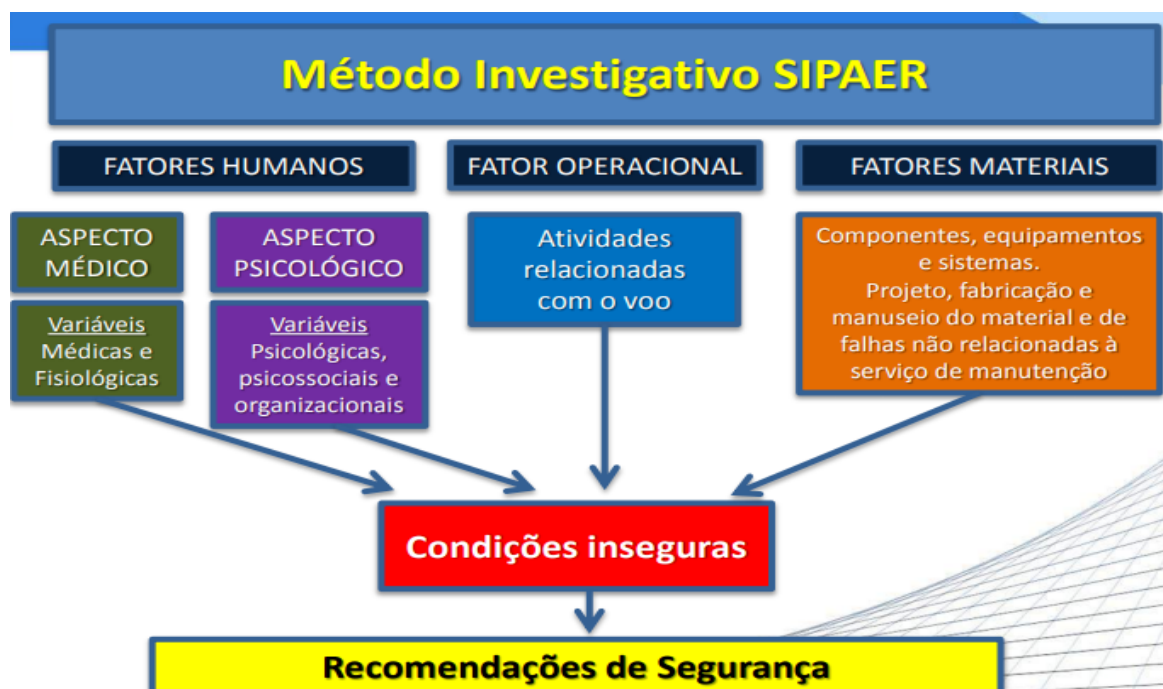 Método Investigativo SIPAER
FATORES HUMANOS
FATOR OPERACIONAL
FATORES MATERIAIS
ASPECTO
MÉDICO
Variáveis
Médicas e
Fisiológicas
ASPECTO
PSICOLÓGICO
Variáveis
Psicológicas,
psicossociais e
organizacionais
Atividades
relacionadas
com o voo
Componentes, equipamentos
e sistemas.
Projeto, fabricação e
manuseio do material e de
falhas não relacionadas à
serviço de manutenção
Condições inseguras
Recomendações de Segurança